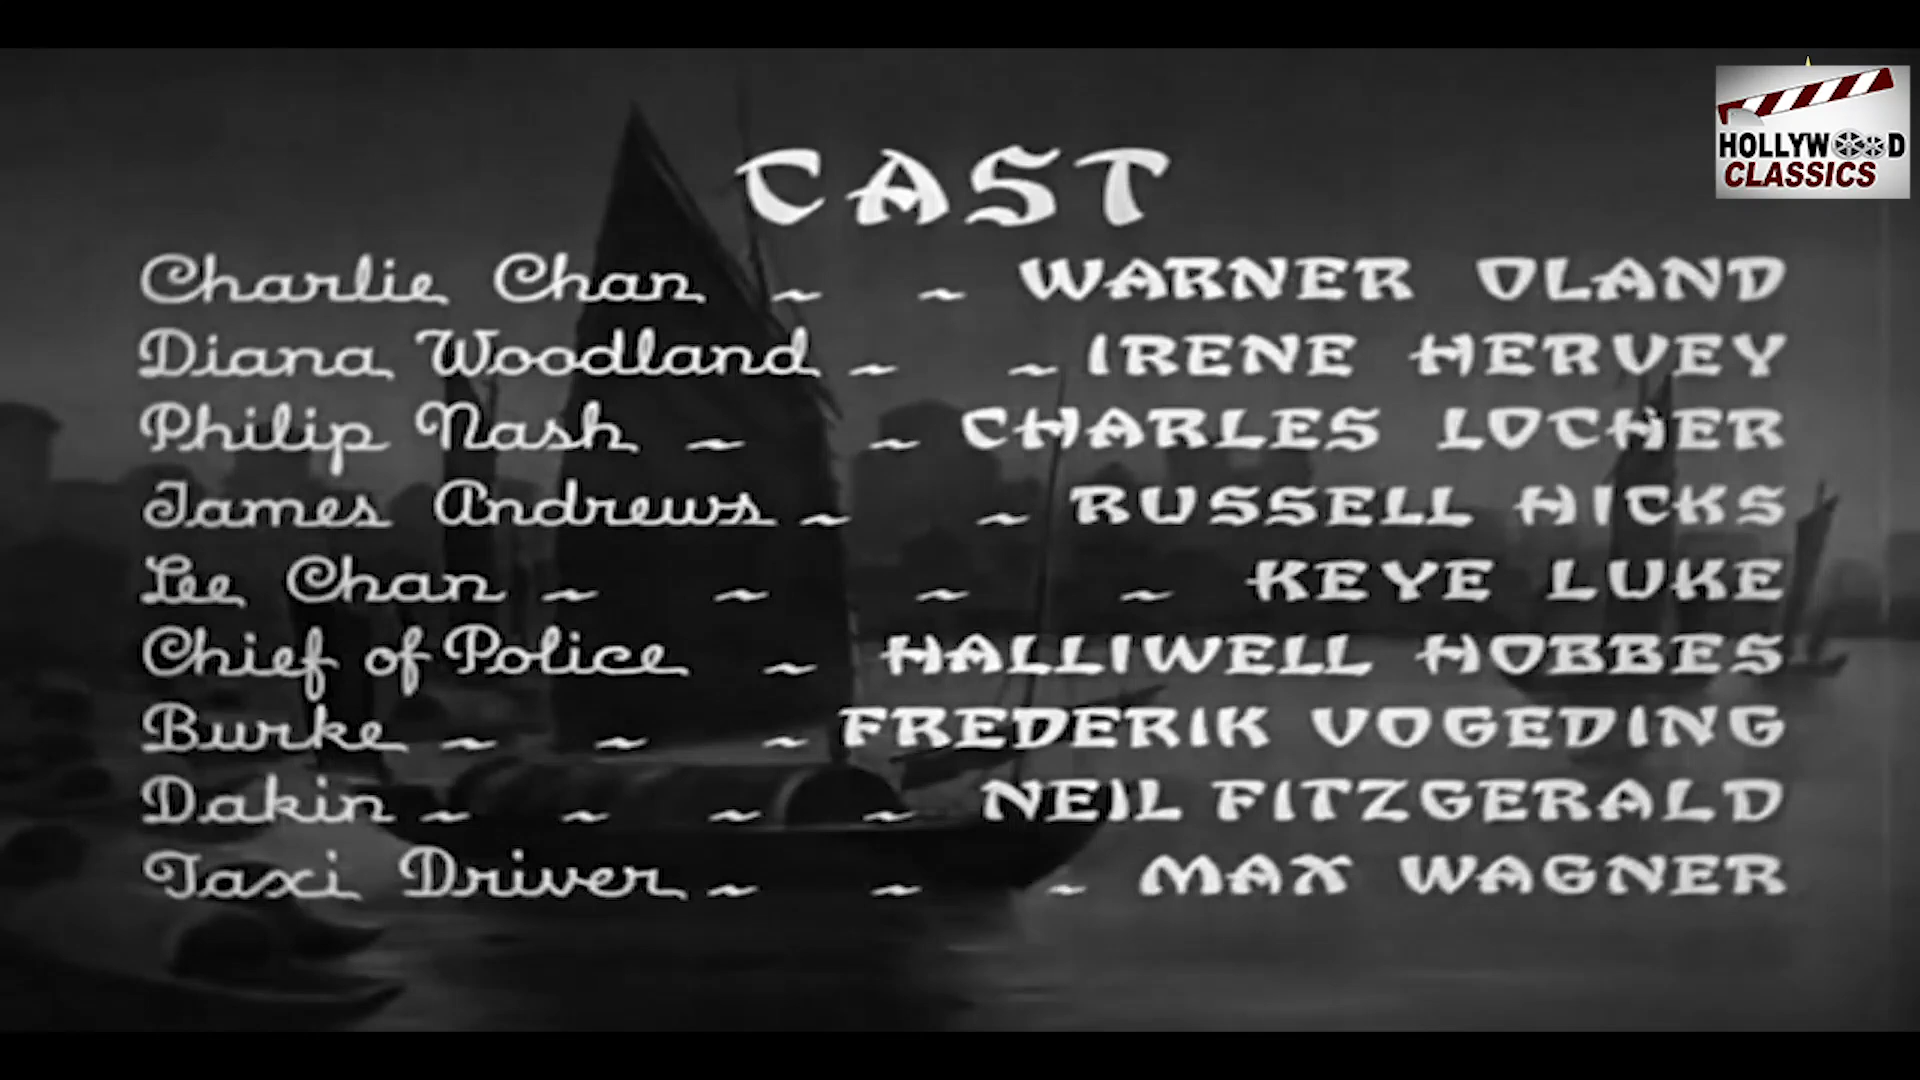 HOLLYWOOD
CLASSICS
CAST
Charlie Chan ~ ~ WARNER OLAND
Diana Woodland ~ ~ IRENE HERVEY
Philip Nash ~ ~ CHARLES LOCHER
James Andrews ~ ~ RUSSELL HICKS
Lee Chan ~ ~ ~ ~ KEYE LUKE
Chief of Police ~ HALLIWELL HOBBES
Burke ~ ~ ~ FREDERIK VOGEDING
Dakin ~ ~ ~ ~ NEIL FITZGERALD
Taxi Driver ~ ~ ~ MAX WAGNER